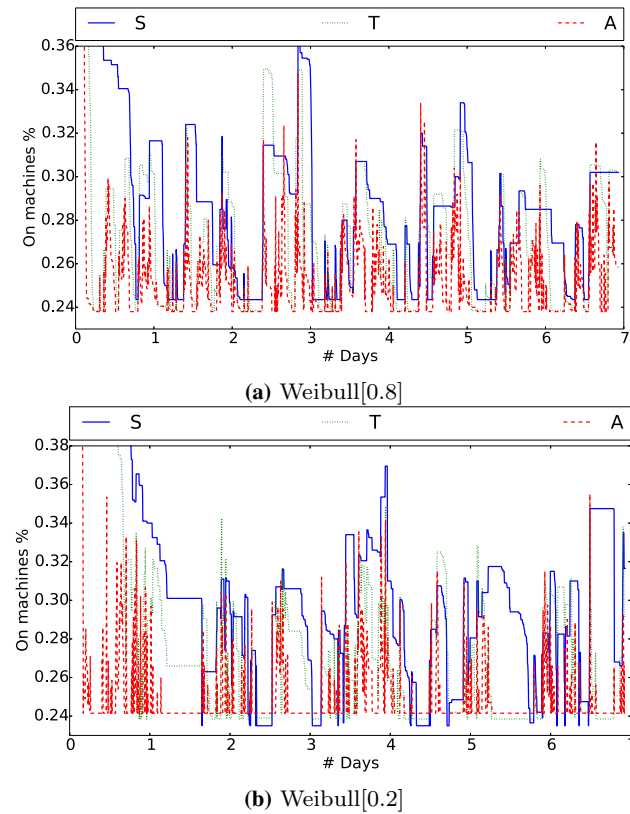 S T A
On machines %
0.36
0.34
0.32
0.30
0.28
0.26
0.24
0 1 2 3 4 5 6 7
# Days
(a) Weibull[0.8]
S T A
On machines %
0.38
0.36
0.34
0.32
0.30
0.28
0.26
0.24
0 1 2 3 4 5 6
# Days
(b) Weibull[0.2]